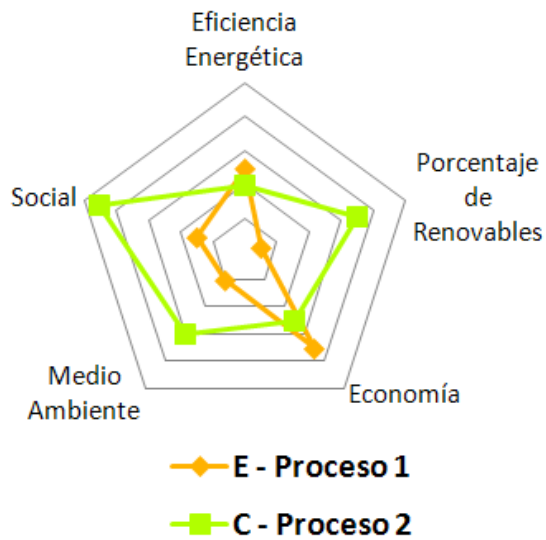 Eficiencia
Energética
Porcentaje
de
Renovables
Social
Medio
Ambiente
Economía
E - Proceso 1
C - Proceso 2